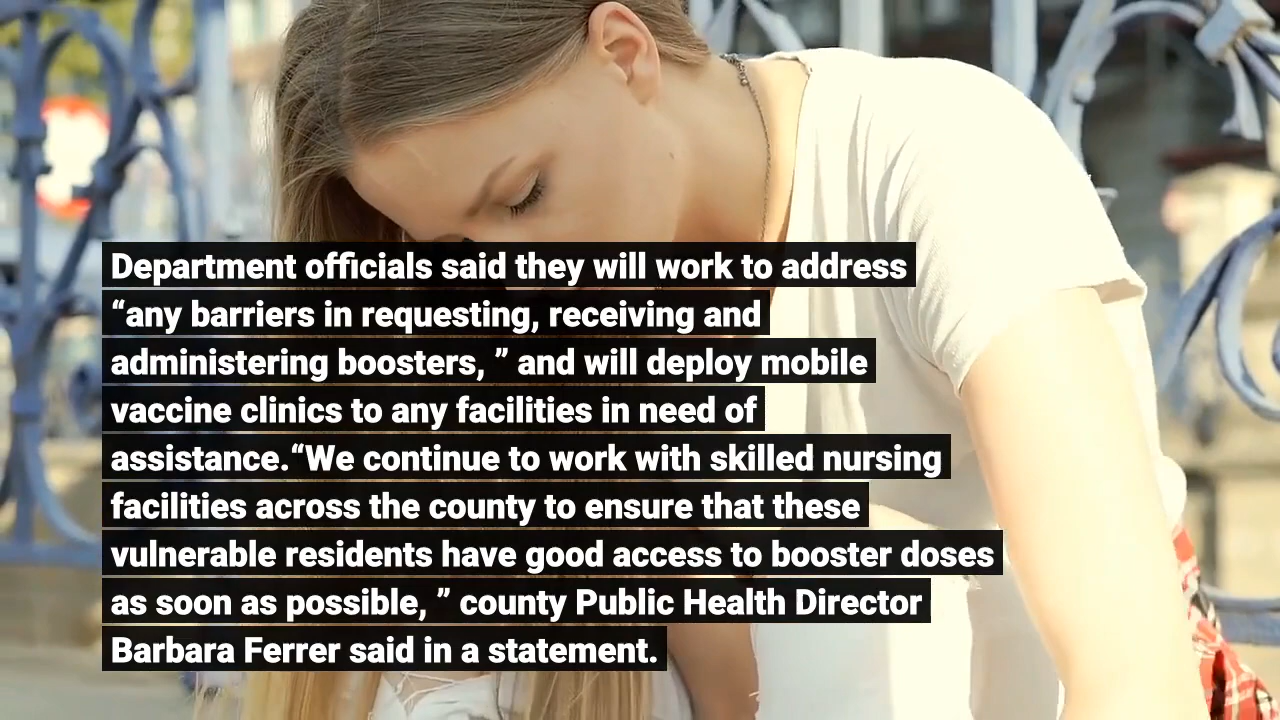 Department officials said they will work to address
“any barriers in requesting, receiving and
administering boosters, ” and will deploy mobile
vaccine clinics to any facilities in need of
assistance.“We continue to work with skilled nursing
facilities across the county to ensure that these
vulnerable residents have good access to booster doses
as soon as possible, ” county Public Health Director
Barbara Ferrer said in a statement.